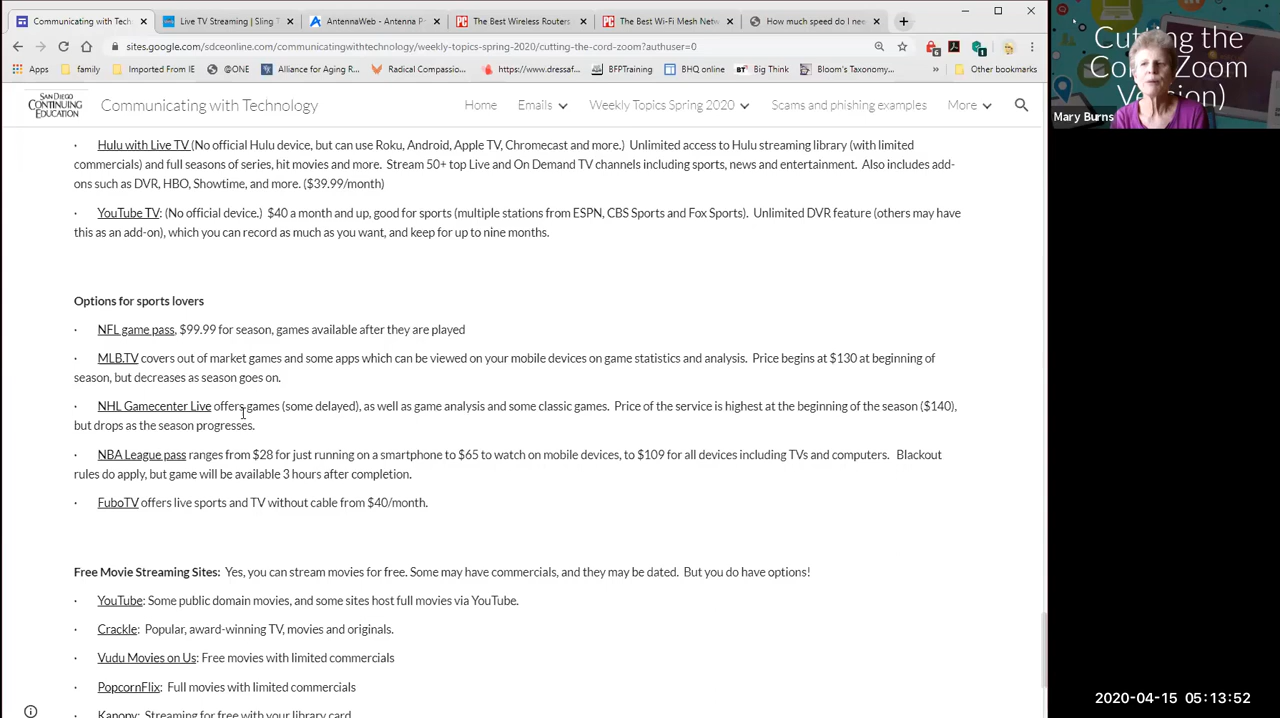 Communicating with Tech
Live TV Streaming | Sling T
AntennaWeb - Antenna P
The Best Wireless Routers
The Best Wi-Fi Mesh Netw
How much speed do I nee
sites.google.com/sdceonline.com/communicatingwithtechnology/weekly-topics-spring-2020/cutting-the-cord-zoom?authuser=0
Apps
family
Imported From IE
@ONE
Alliance for Aging R...
Radical Compassio...
https://www.dressaf...
BFPTraining
BHQ online
Big Think
Bloom's Taxonomy...
»
Other bookmarks
SAN DIEGO
CONTINUING
EDUCATION
Communicating with Technology
Home
Emails
Weekly Topics Spring 2020
Scams and phishing examples
More
· Hulu with Live TV (No official Hulu device, but can use Roku, Android, Apple TV, Chromecast and more.) Unlimited access to Hulu streaming library (with limited
commercials) and full seasons of series, hit movies and more. Stream 50+ top Live and On Demand TV channels including sports, news and entertainment. Also includes add-
ons such as DVR, HBO, Showtime, and more. ($39.99/month)
· YouTube TV: (No official device.) $40 a month and up, good for sports (multiple stations from ESPN, CBS Sports and Fox Sports). Unlimited DVR feature (others may have
this as an add-on), which you can record as much as you want, and keep for up to nine months.
Options for sports lovers
· NFL game pass, $99.99 for season, games available after they are played
· MLB.TV covers out of market games and some apps which can be viewed on your mobile devices on game statistics and analysis. Price begins at $130 at beginning of
season, but decreases as season goes on.
· NHL Gamecenter Live offers games (some delayed), as well as game analysis and some classic games. Price of the service is highest at the beginning of the season ($140),
but drops as the season progresses.
· NBA League pass ranges from $28 for just running on a smartphone to $65 to watch on mobile devices, to $109 for all devices including TVs and computers. Blackout
rules do apply, but game will be available 3 hours after completion.
· FuboTV offers live sports and TV without cable from $40/month.
Free Movie Streaming Sites: Yes, you can stream movies for free. Some may have commercials, and they may be dated. But you do have options!
· YouTube: Some public domain movies, and some sites host full movies via YouTube.
· Crackle: Popular, award-winning TV, movies and originals.
· Vudu Movies on Us: Free movies with limited commercials
· PopcornFlix: Full movies with limited commercials
· Kanopy: Streaming for free with your library card
Cutting the
Cord Zoom
Version)
Mary Burns
2020-04-15 05:13:52